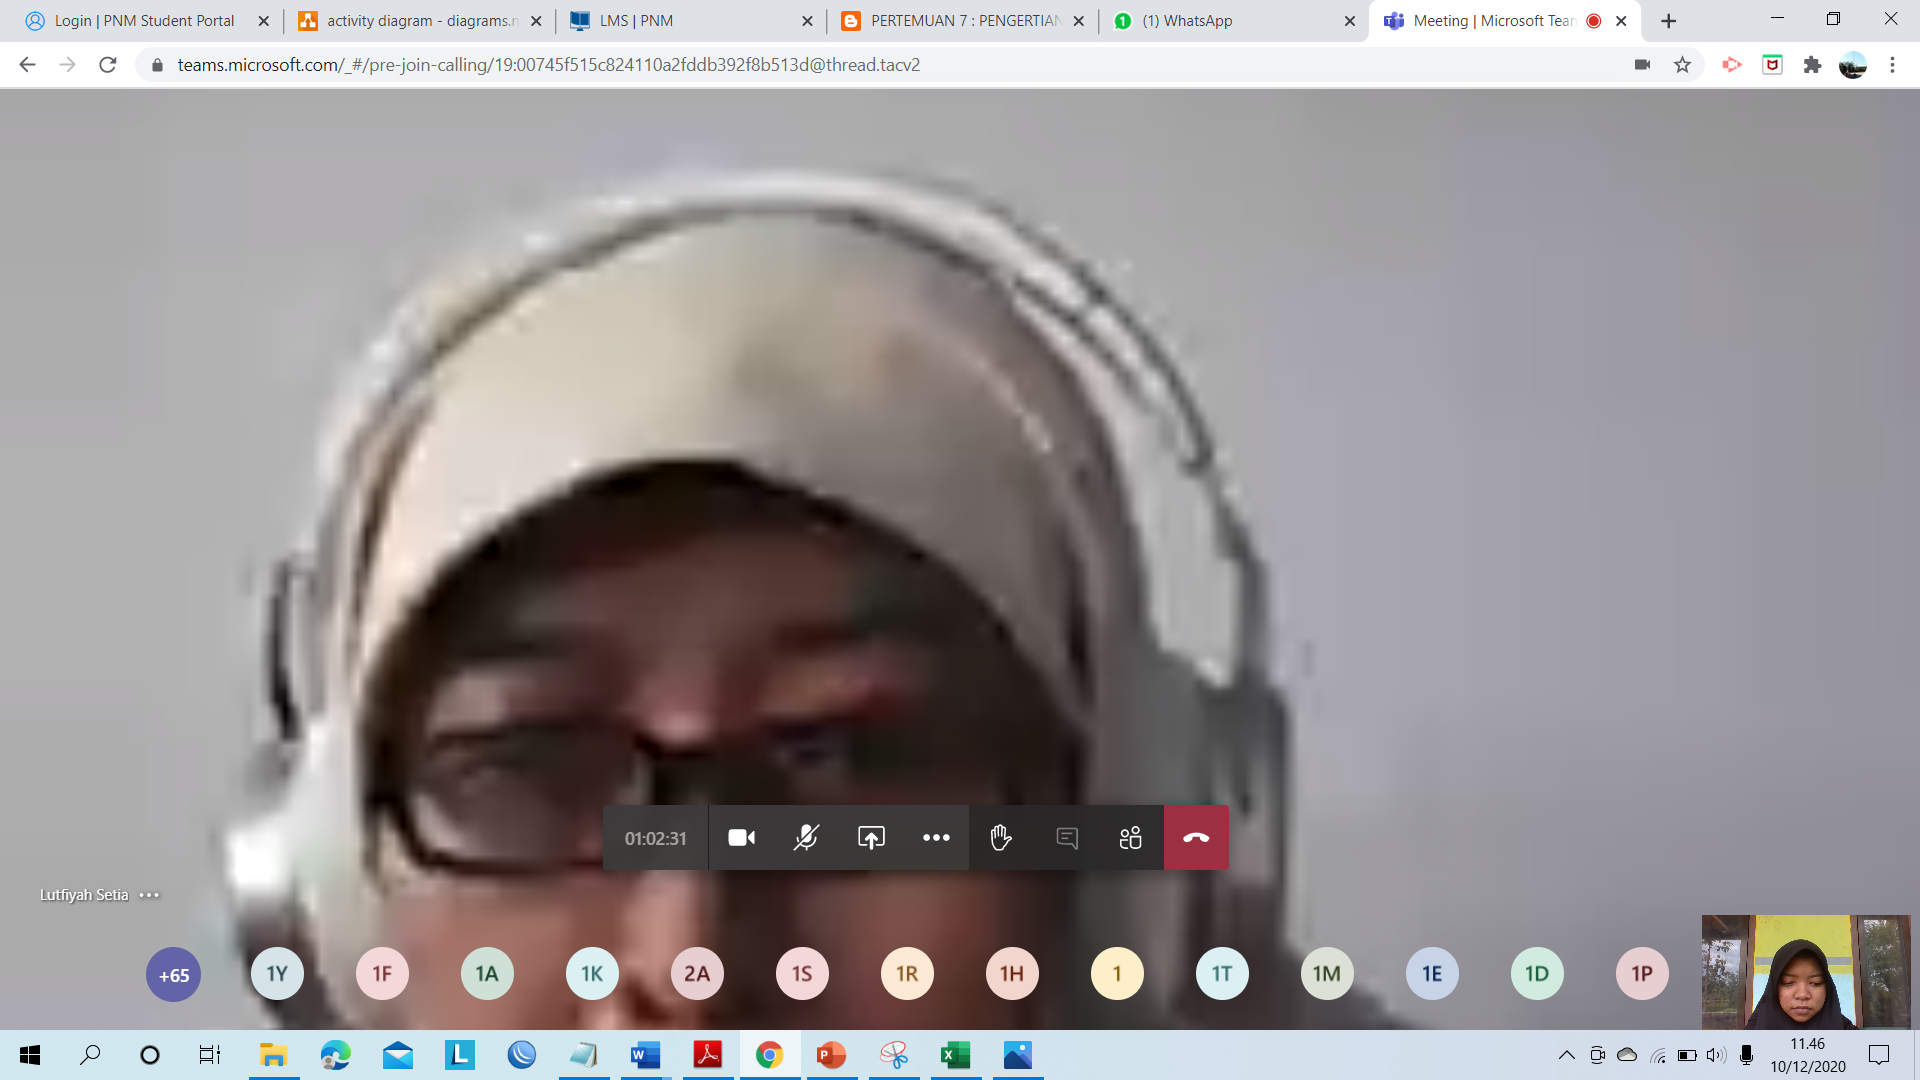 Login | PNM Student Portal
activity diagram - diagrams.n
LMS | PNM
PERTEMUAN 7 : PENGERTIAN
(1) WhatsApp
Meeting | Microsoft Team
teams.microsoft.com/_#/pre-join-calling/19:00745f515c824110a2fddb392f8b513d@thread.tacv2
01:02:31
Lutfiyah Setia
+65
1Y
1F
1A
1K
2A
1S
1R
1H
1
1T
1M
1E
1D
1P
11.46
10/12/2020